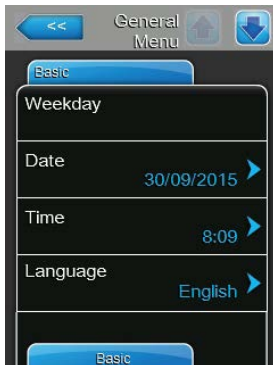 <<
General
Menu
Basic
Weekday
Date
30/09/2015
Time
8:09
Language
English
Basic